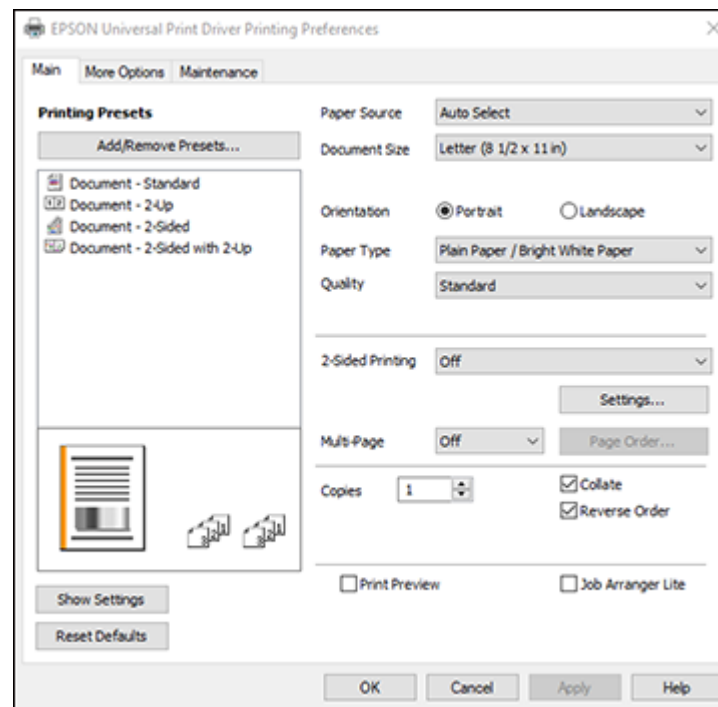 EPSON Universal Print Driver Printing Preferences
Main More Options Maintenance
Printing Presets
Add/Remove Presets...
Document - Standard
Document - 2-Up
Document - 2-Sided
Document - 2-Sided with 2-Up
Show Settings
Reset Defaults
Paper Source Auto Select
Document Size Letter (8 1/2 x 11 in)
Orientation Portrait Landscape
Paper Type Plain Paper / Bright White Paper
Quality Standard
2-Sided Printing Off
Settings...
Multi-Page Off Page Order...
Copies 1 Collate
Reverse Order
Print Preview Job Arranger Lite
OK Cancel Apply Help